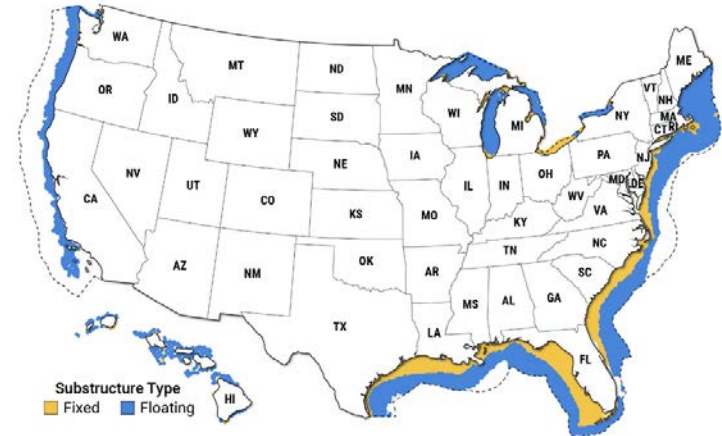 WA
MT
ND
MN
ME
OR
ID
SD
WI
VT
NH
WY
MI
NY
MA
CT
RI
NE
IA
PA
NJ
NV
UT
IL
IN
OH
MD
DE
CA
CO
KS
MO
WV
VA
KY
NC
TN
AZ
NM
OK
AR
SC
MS
AL
GA
TX
LA
FL
HI
Substructure Type
Fixed Floating